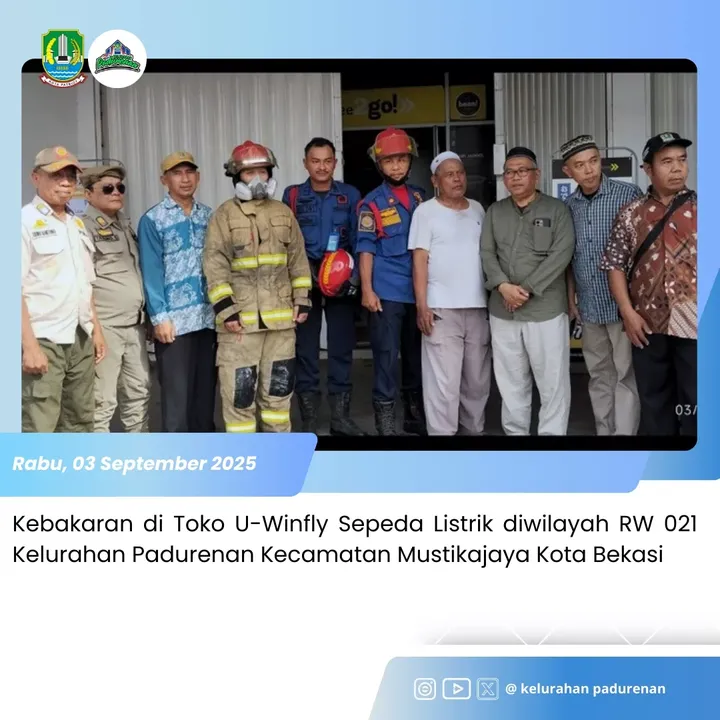 go!
03/
Rabu, 03 September 2025
Kebakaran di Toko U-Winfly Sepeda Listrik diwilayah RW 021
Kelurahan Padurenan Kecamatan Mustikajaya Kota Bekasi
@ kelurahan padurenan